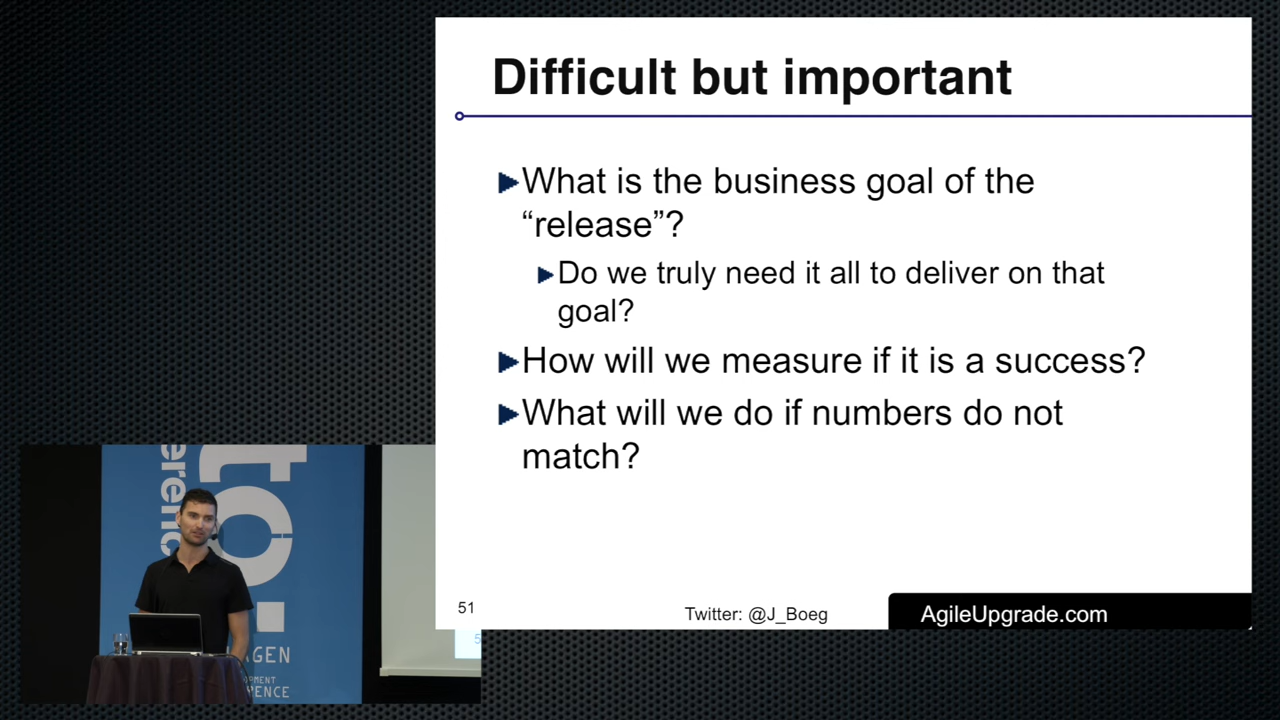 Difficult but important
What is the business goal of the
“release”?
Do we truly need it all to deliver on that
goal?
How will we measure if it is a success?
What will we do if numbers do not
match?
51
Twitter: @J_Boeg
AgileUpgrade.com
to.